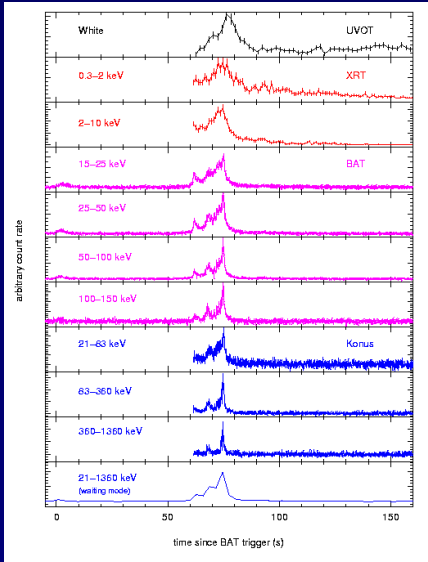 White UVOT
0.3–2 keV XRT
2–10 keV
15–25 keV BAT
25–50 keV
50–100 keV
100–150 keV
21–63 keV Konus
63–360 keV
360–1360 keV
21–1360 keV
(waiting mode)
arbitrary count rate
0 50 100 150
time since BAT trigger (s)